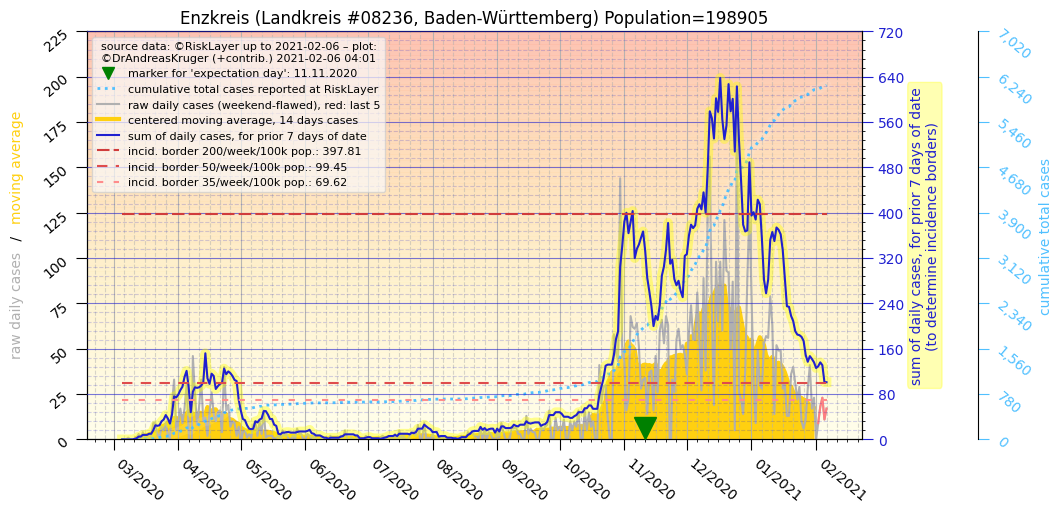 Enzkreis (Landkreis #08236, Baden-Württemberg) Population=198905
source data: ©RiskLayer up to 2021-02-06 – plot:
©DrAndreasKruger (+contrib.) 2021-02-06 04:01
marker for 'expectation day': 11.11.2020
cumulative total cases reported at RiskLayer
raw daily cases (weekend-flawed), red: last 5
centered moving average, 14 days cases
sum of daily cases, for prior 7 days of date
incid. border 200/week/100k pop.: 397.81
incid. border 50/week/100k pop.: 99.45
incid. border 35/week/100k pop.: 69.62
raw daily cases / moving average
225
200
175
150
125
100
75
50
25
0
03/2020
04/2020
05/2020
06/2020
07/2020
08/2020
09/2020
10/2020
11/2020
12/2020
01/2021
02/2021
720
640
560
480
400
320
240
160
80
0
sum of daily cases, for prior 7 days of date
(to determine incidence borders)
7,020
6,240
5,460
4,680
3,900
3,120
2,340
1,560
780
0
cumulative total cases